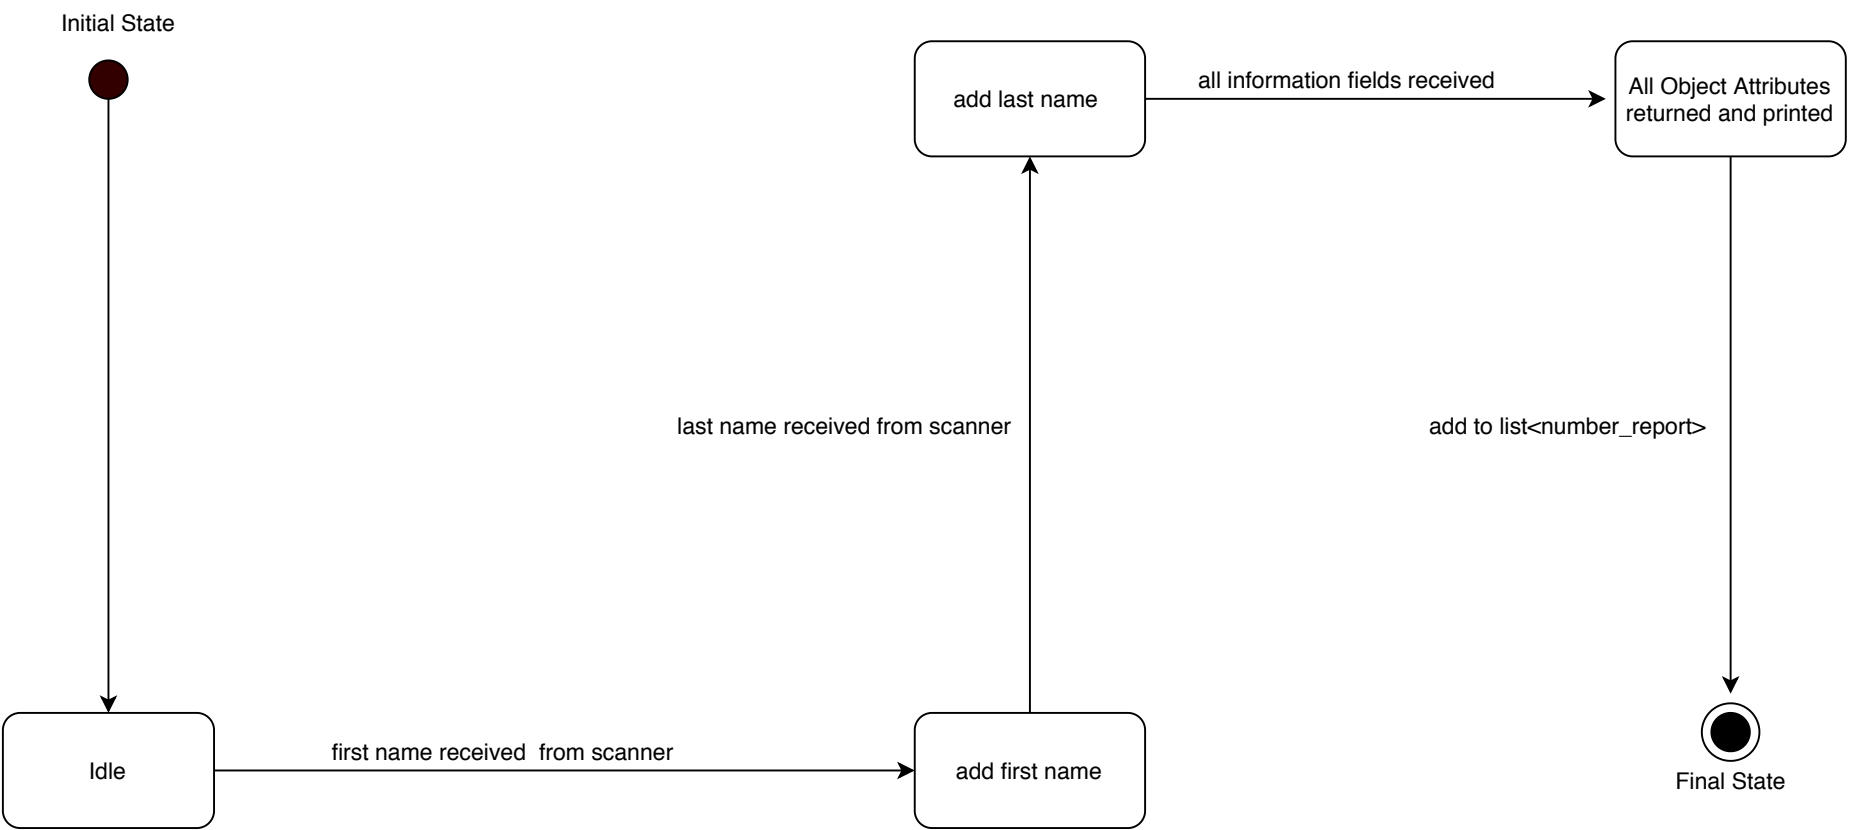 Initial State
add last name
all information fields received
All Object Attributes
returned and printed
last name received from scanner
add to list<number_report>
Idle
first name received  from scanner
add first name
Final State